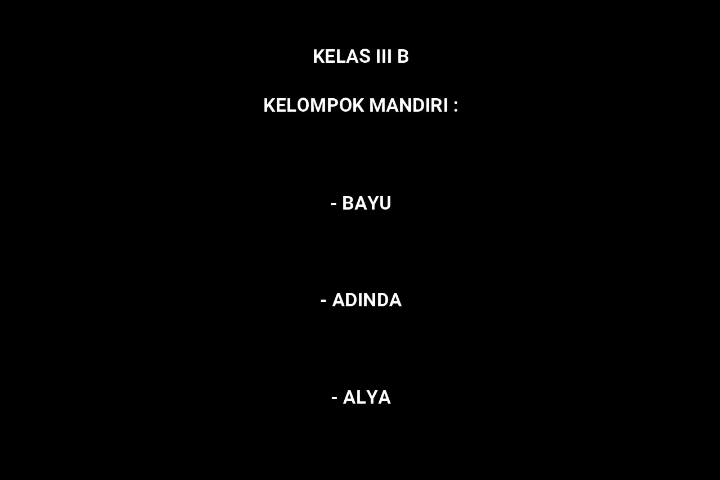 KELAS III B
KELOMPOK MANDIRI :
- BAYU
- ADINDA
- ALYA